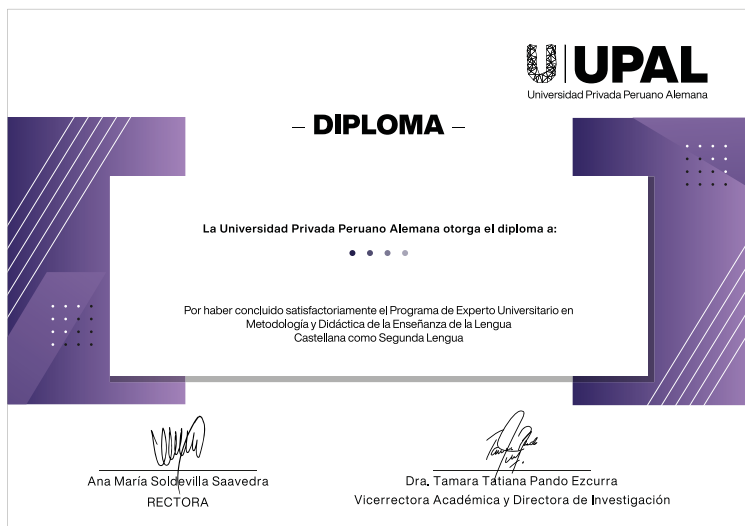 UPAL
Universidad Privada Peruano Alemana
– DIPLOMA –
La Universidad Privada Peruano Alemana otorga el diploma a:
Por haber concluido satisfactoriamente el Programa de Experto Universitario en
Metodología y Didáctica de la Enseñanza de la Lengua
Castellana como Segunda Lengua
Ana María Soldevilla Saavedra
RECTORA
Dra. Tamara Tatiana Pando Ezcurra
Vicerrectora Académica y Directora de Investigación